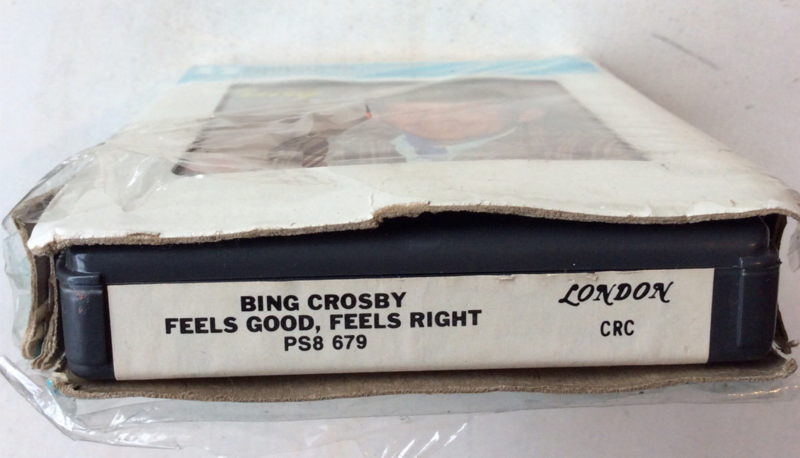 BING CROSBY
FEELS GOOD, FEELS RIGHT
PS8 679
LONDON
CRC